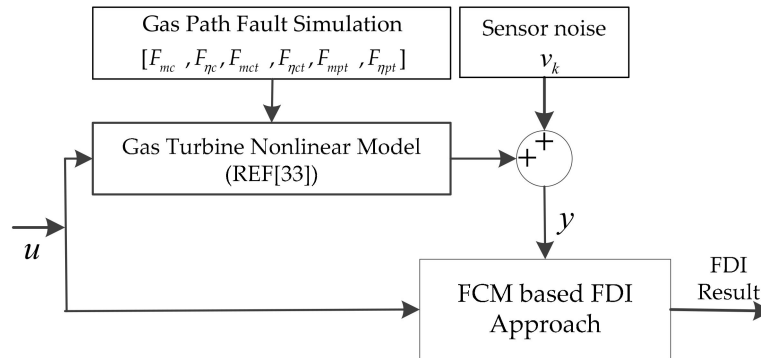 Gas Path Fault Simulation
[F_mc ,F_ηc,F_mct ,F_ηct,F_mpt ,F_ηpt]
Sensor noise
v_k
Gas Turbine Nonlinear Model
(REF[33])
+
+
u
y
FCM based FDI
Approach
FDI
Result